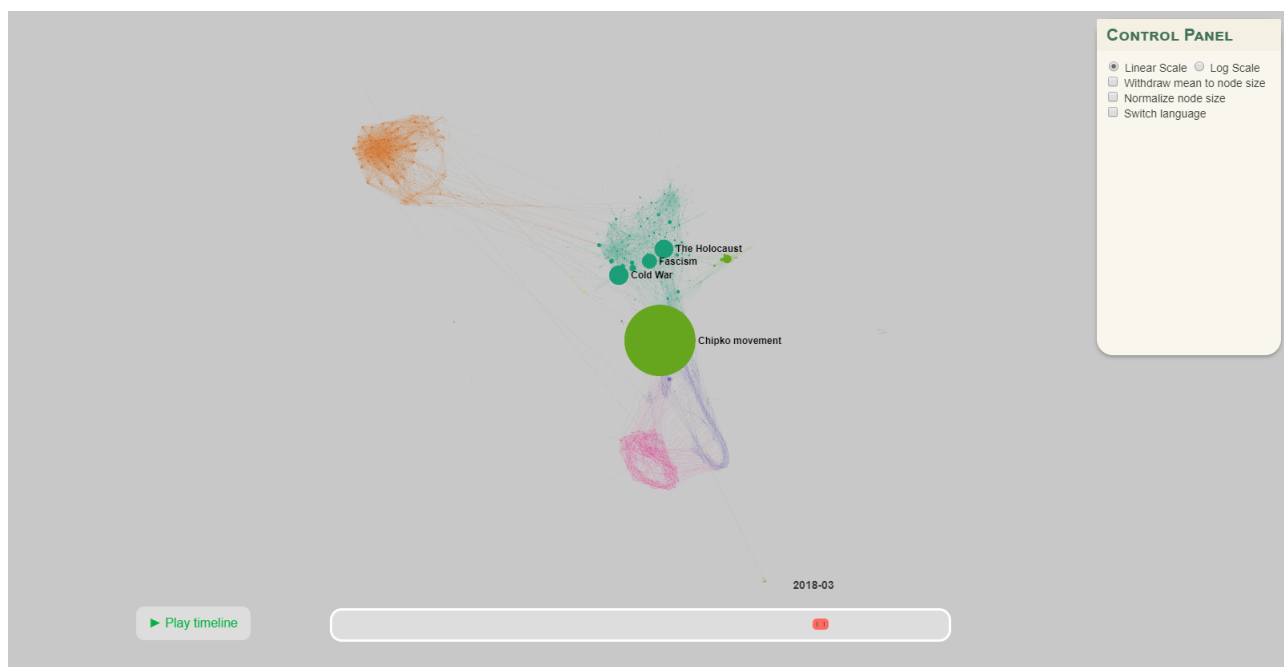 CONTROL PANEL
Linear Scale Log Scale
Withdraw mean to node size
Normalize node size
Switch language
The Holocaust
Fascism
Cold War
Chipko movement
2018-03
► Play timeline